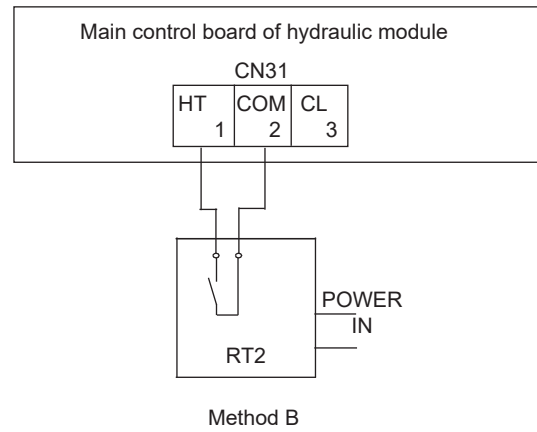 Main control board of hydraulic module
CN31
HT COM CL
1 2 3
POWER
IN
RT2
Method B